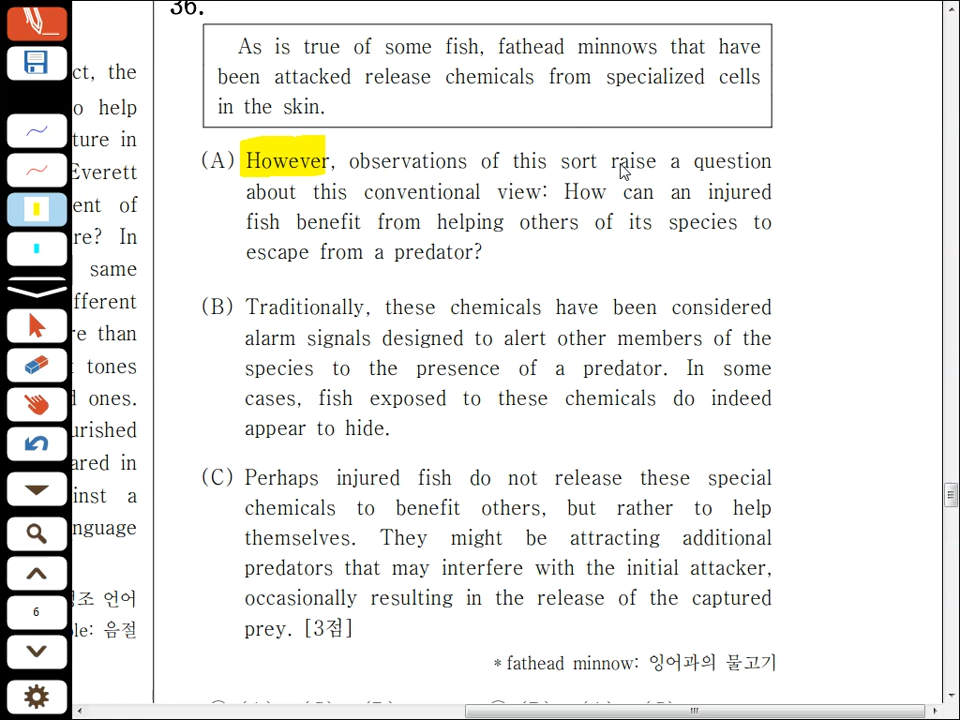 36.
As is true of some fish, fathead minnows that have
been attacked release chemicals from specialized cells
in the skin.
(A) However, observations of this sort raise a question
about this conventional view: How can an injured
fish benefit from helping others of its species to
escape from a predator?
(B) Traditionally, these chemicals have been considered
alarm signals designed to alert other members of the
species to the presence of a predator. In some
cases, fish exposed to these chemicals do indeed
appear to hide.
(C) Perhaps injured fish do not release these special
chemicals to benefit others, but rather to help
themselves. They might be attracting additional
predators that may interfere with the initial attacker,
occasionally resulting in the release of the captured
prey. [3점]
* fathead minnow: 잉어과의 물고기
ct, the
o help
ture in
Everett
ent of
re? In
same
fferent
re than
tones
d ones.
urished
ared in
inst a
nguage
조 언어
le: 음절
6